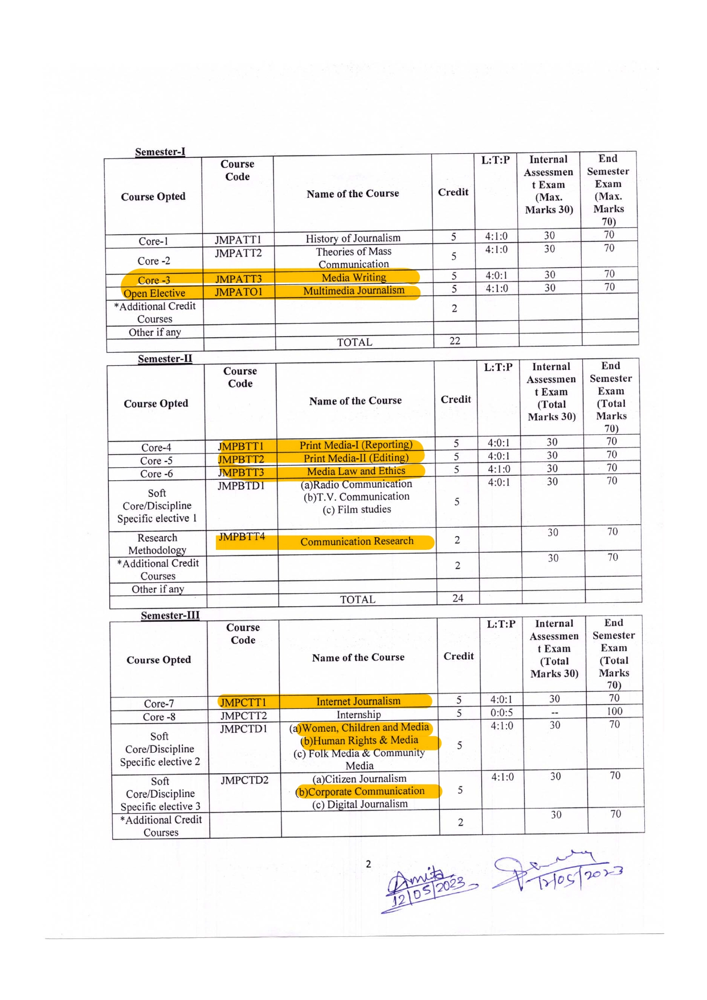 Semester-I
Course Opted | Course Code | Name of the Course | Credit | L:T:P | Internal Assessmen t Exam (Max. Marks 30) | End Semester Exam (Max. Marks 70)
Core-1 | JMPATT1 | History of Journalism | 5 | 4:1:0 | 30 | 70
Core -2 | JMPATT2 | Theories of Mass Communication | 5 | 4:1:0 | 30 | 70
Core -3 | JMPATT3 | Media Writing | 5 | 4:0:1 | 30 | 70
Open Elective | JMPATO1 | Multimedia Journalism | 5 | 4:1:0 | 30 | 70
*Additional Credit Courses | 2
Other if any
TOTAL | 22
Semester-II
Course Opted | Course Code | Name of the Course | Credit | L:T:P | Internal Assessmen t Exam (Total Marks 30) | End Semester Exam (Total Marks 70)
Core-4 | JMPBTT1 | Print Media-I (Reporting) | 5 | 4:0:1 | 30 | 70
Core -5 | JMPBTT2 | Print Media-II (Editing) | 5 | 4:0:1 | 30 | 70
Core -6 | JMPBTT3 | Media Law and Ethics | 5 | 4:1:0 | 30 | 70
Soft Core/Discipline Specific elective 1 | JMPBTD1 | (a)Radio Communication (b)T.V. Communication (c) Film studies | 5 | 4:0:1 | 30 | 70
Research Methodology | JMPBTT4 | Communication Research | 2 | 30 | 70
*Additional Credit Courses | 2 | 30 | 70
Other if any
TOTAL | 24
Semester-III
Course Opted | Course Code | Name of the Course | Credit | L:T:P | Internal Assessmen t Exam (Total Marks 30) | End Semester Exam (Total Marks 70)
Core-7 | JMPCTT1 | Internet Journalism | 5 | 4:0:1 | 30 | 70
Core -8 | JMPCTT2 | Internship | 5 | 0:0:5 | -- | 100
Soft Core/Discipline Specific elective 2 | JMPCTD1 | (a)Women, Children and Media (b)Human Rights & Media (c) Folk Media & Community Media | 5 | 4:1:0 | 30 | 70
Soft Core/Discipline Specific elective 3 | JMPCTD2 | (a)Citizen Journalism (b)Corporate Communication (c) Digital Journalism | 5 | 4:1:0 | 30 | 70
*Additional Credit Courses | 2 | 30 | 70
2
Amita
12/05/2023
12/05/2023